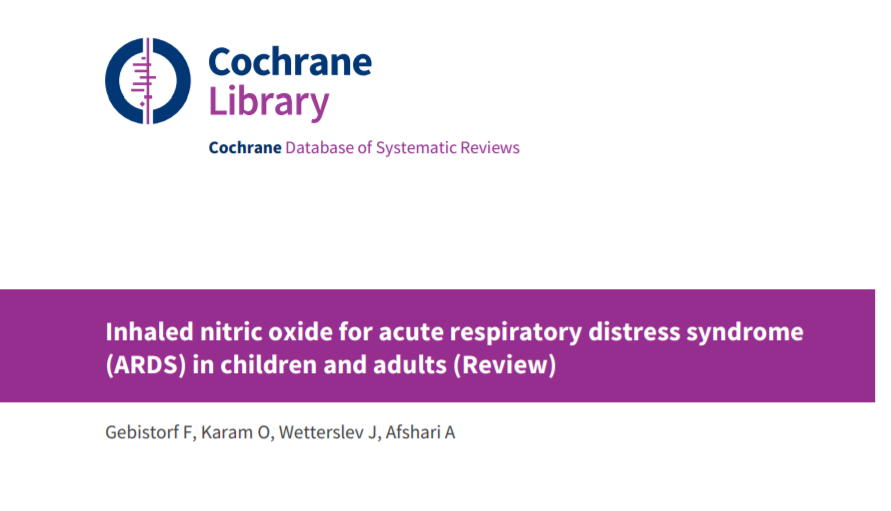 Cochrane
Library
Cochrane Database of Systematic Reviews
Inhaled nitric oxide for acute respiratory distress syndrome
(ARDS) in children and adults (Review)
Gebistorf F, Karam O, Wetterslev J, Afshari A